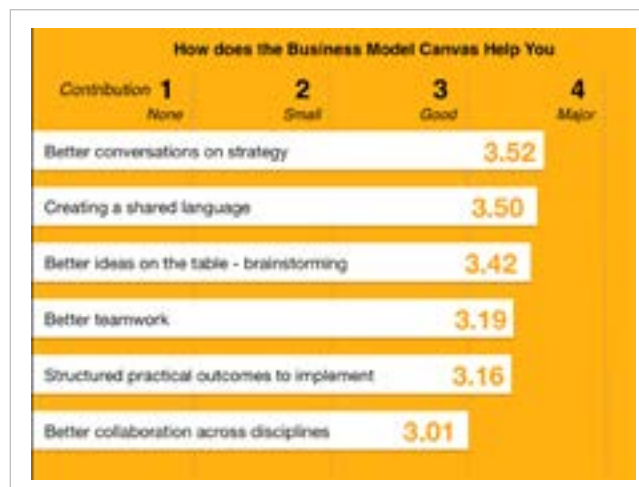 How does the Business Model Canvas Help You
Contribution 1 2 3 4
None Small Good Major
Better conversations on strategy 3.52
Creating a shared language 3.50
Better ideas on the table - brainstorming 3.42
Better teamwork 3.19
Structured practical outcomes to implement 3.16
Better collaboration across disciplines 3.01